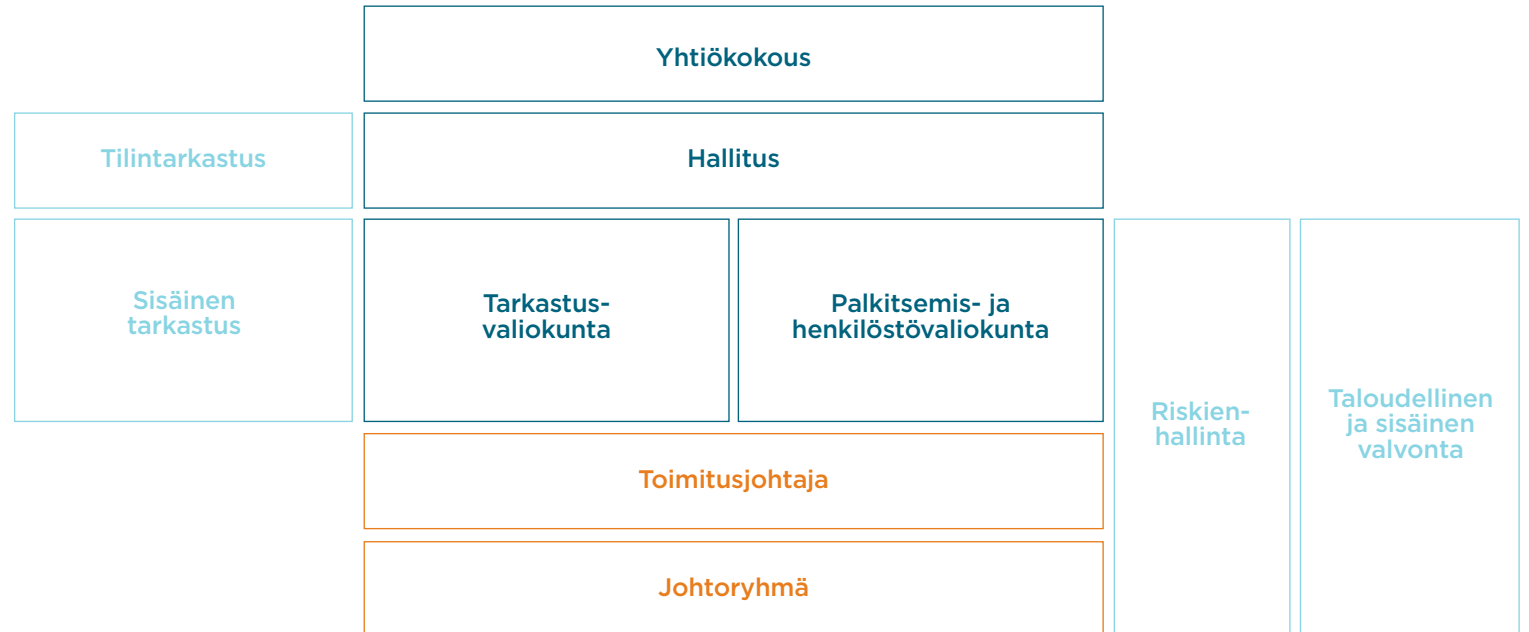 Yhtiökokous
Tilintarkastus
Hallitus
Sisäinen
tarkastus
Tarkastus-
valiokunta
Palkitsemis- ja
henkilöstövaliokunta
Riskien-
hallinta
Taloudellinen
ja sisäinen
valvonta
Toimitusjohtaja
Johtoryhmä